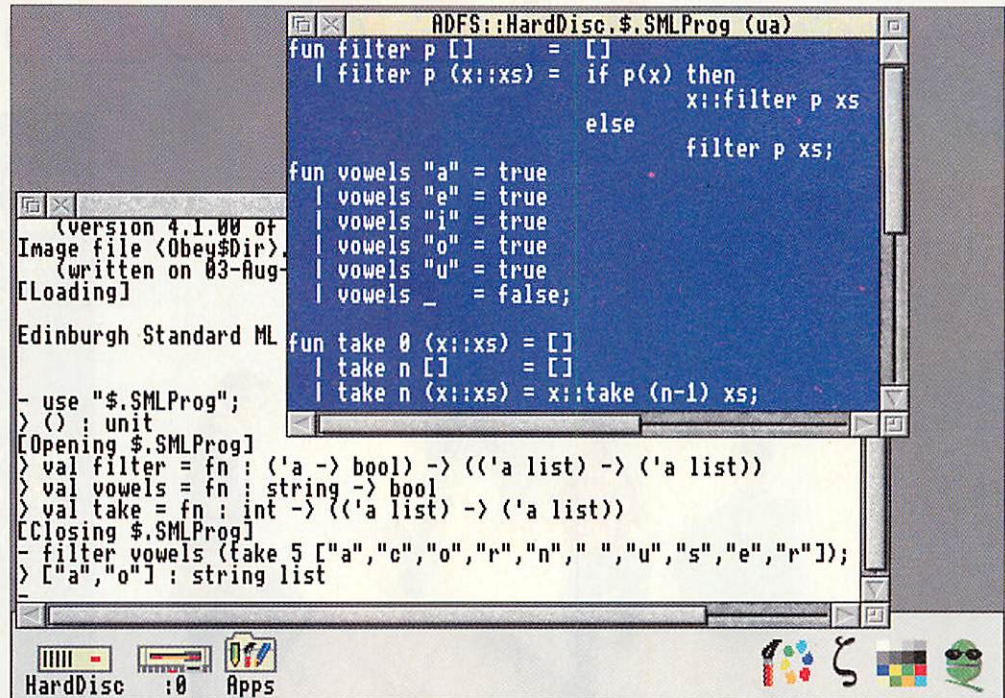 ADFS::HardDisc.$.SMLProg (ua)
fun filter p [] = []
| filter p (x::xs) = if p(x) then
x::filter p xs
else
filter p xs;
fun vowels "a" = true
| vowels "e" = true
| vowels "i" = true
| vowels "o" = true
| vowels "u" = true
| vowels _ = false;
fun take 0 (x::xs) = []
| take n [] = []
| take n (x::xs) = x::take (n-1) xs;
(version 4.1.00 of
Image file <Obey$Dir>.
(written on 03-Aug-
[Loading]
Edinburgh Standard ML
- use "$.SMLProg";
> () : unit
[Opening $.SMLProg]
> val filter = fn : ('a -> bool) -> (('a list) -> ('a list))
> val vowels = fn : string -> bool
> val take = fn : int -> (('a list) -> ('a list))
[Closing $.SMLProg]
- filter vowels (take 5 ["a","c","o","r","n"," ","u","s","e","r"]);
> ["a","o"] : string list
-
HardDisc :0 Apps